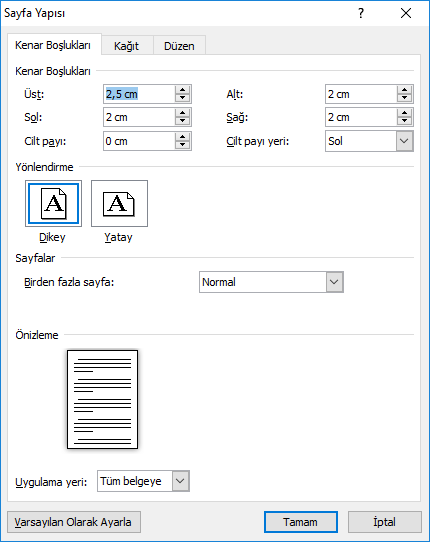 Sayfa Yapısı ?
Kenar Boşlukları Kağıt Düzen
Kenar Boşlukları
Üst: 2,5 cm Alt: 2 cm
Sol: 2 cm Sağ: 2 cm
Cilt payı: 0 cm Cilt payı yeri: Sol
Yönlendirme
A A
Dikey Yatay
Sayfalar
Birden fazla sayfa: Normal
Önizleme
Uygulama yeri: Tüm belgeye
Varsayılan Olarak Ayarla Tamam İptal